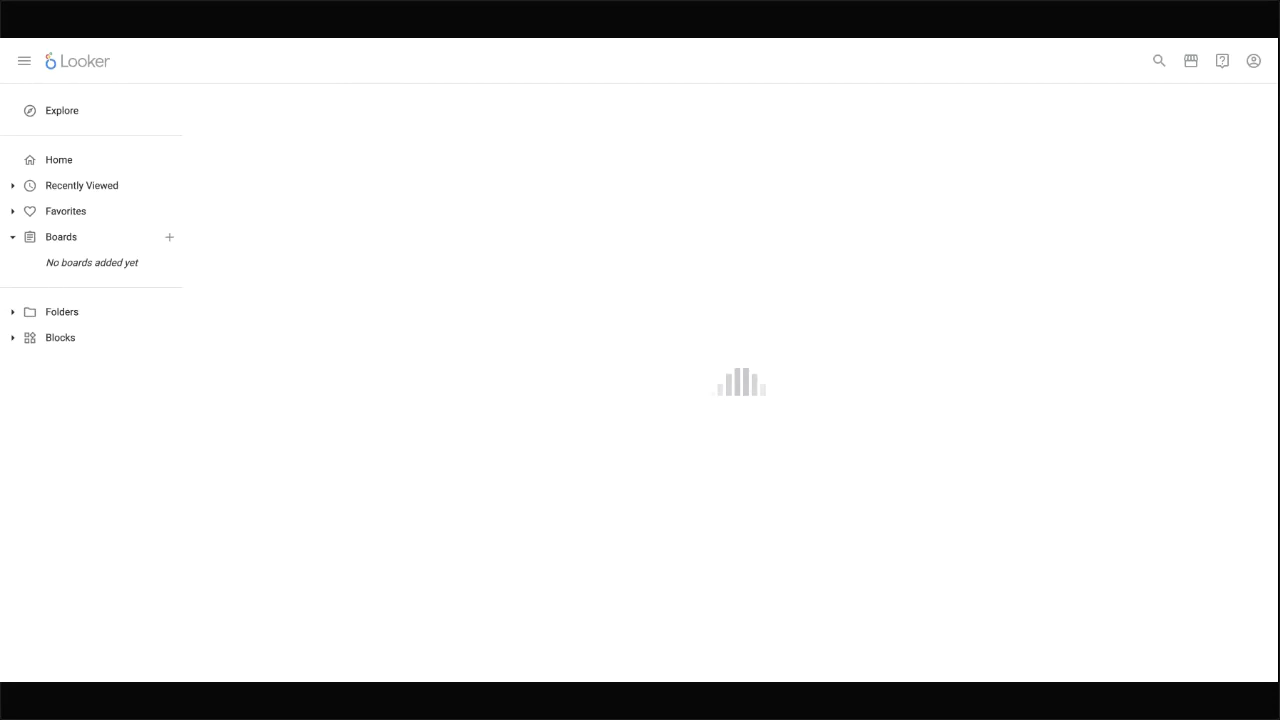 Looker
Explore
Home
Recently Viewed
Favorites
Boards
No boards added yet
Folders
Blocks